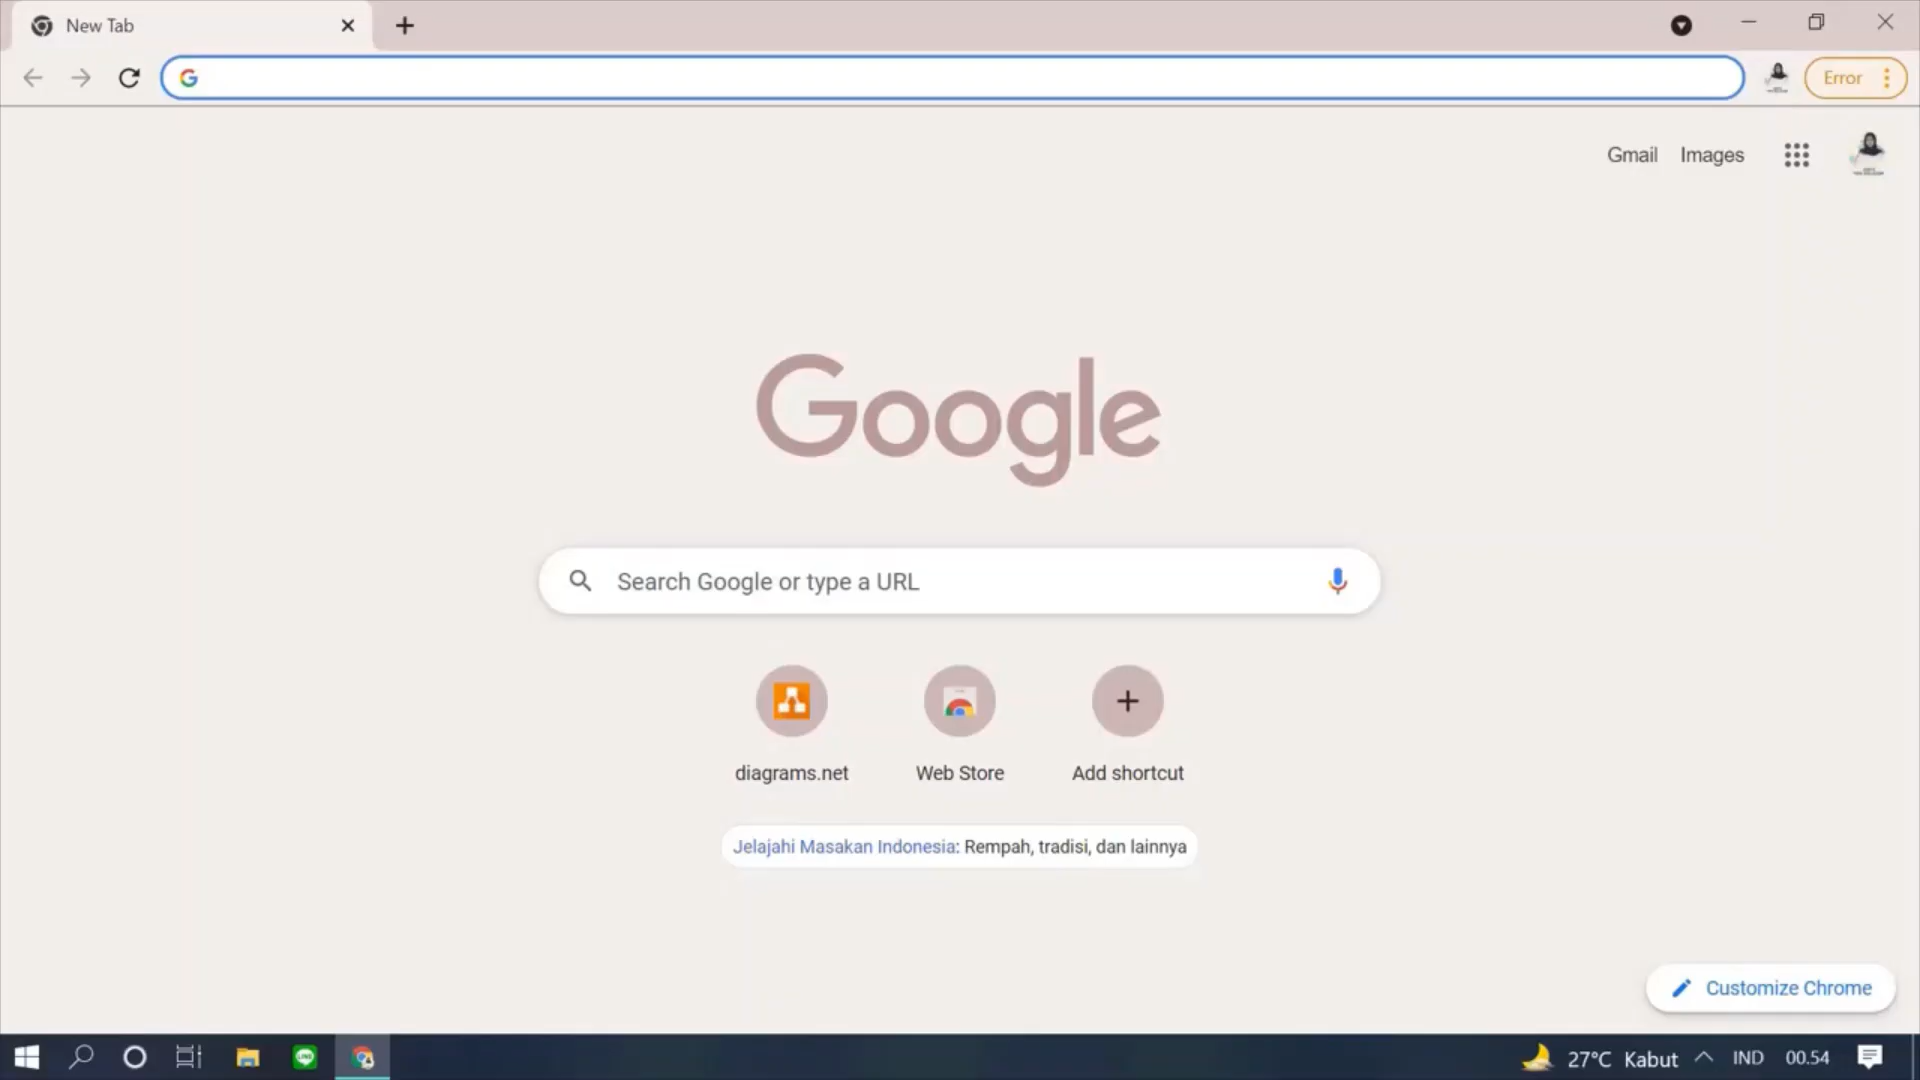 New Tab
Error
Gmail Images
Google
Search Google or type a URL
diagrams.net Web Store Add shortcut
Jelajahi Masakan Indonesia: Rempah, tradisi, dan lainnya
Customize Chrome
27°C Kabut IND 00.54